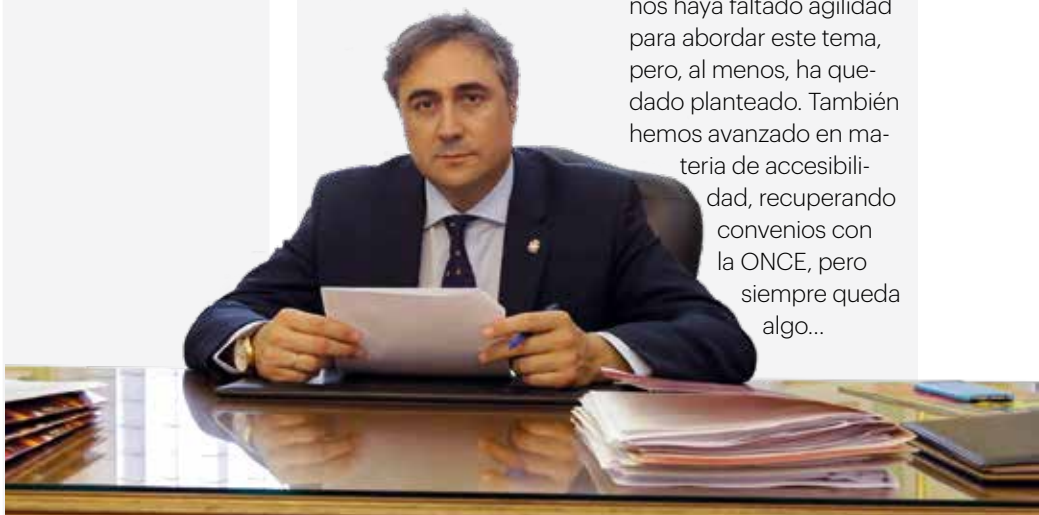 nos haya faltado agilidad
para abordar este tema,
pero, al menos, ha que-
dado planteado. También
hemos avanzado en ma-
teria de accesibili-
dad, recuperando
convenios con
la ONCE, pero
siempre queda
algo...